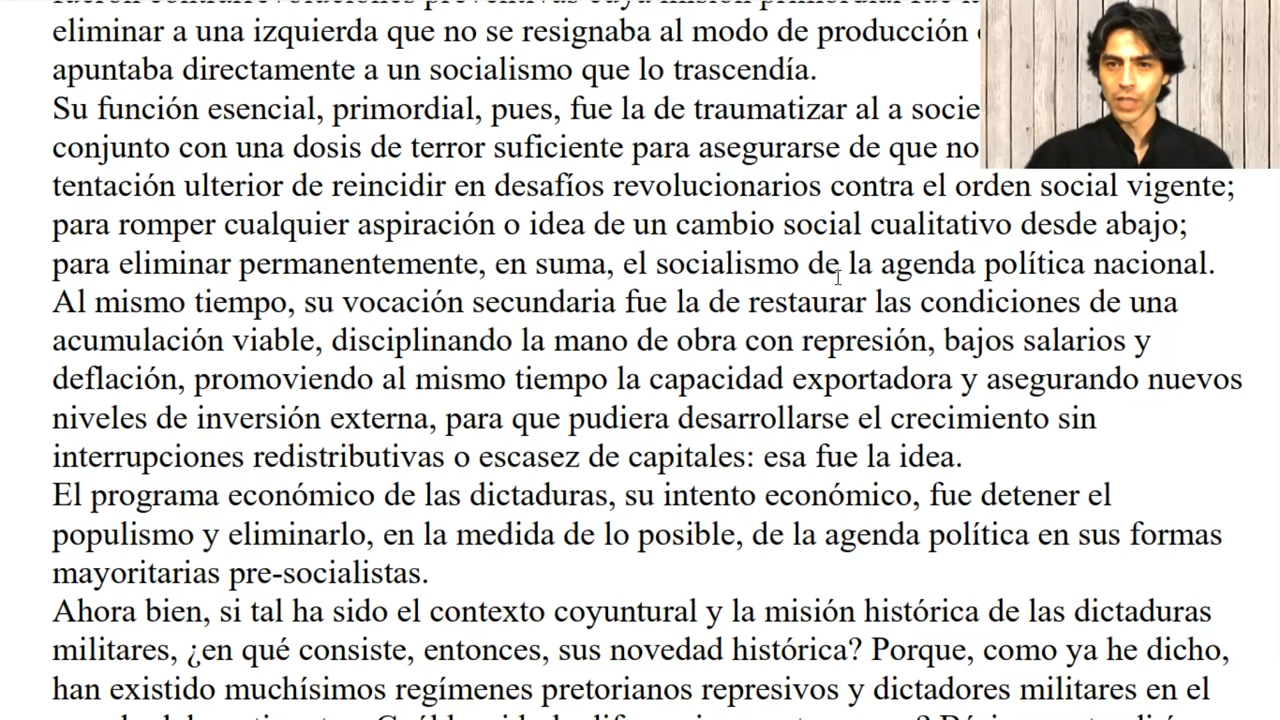 eliminar a una izquierda que no se resignaba al modo de producción
apuntaba directamente a un socialismo que lo trascendía.
Su función esencial, primordial, pues, fue la de traumatizar al a socie
conjunto con una dosis de terror suficiente para asegurarse de que no
tentación ulterior de reincidir en desafíos revolucionarios contra el orden social vigente;
para romper cualquier aspiración o idea de un cambio social cualitativo desde abajo;
para eliminar permanentemente, en suma, el socialismo de la agenda política nacional.
Al mismo tiempo, su vocación secundaria fue la de restaurar las condiciones de una
acumulación viable, disciplinando la mano de obra con represión, bajos salarios y
deflación, promoviendo al mismo tiempo la capacidad exportadora y asegurando nuevos
niveles de inversión externa, para que pudiera desarrollarse el crecimiento sin
interrupciones redistributivas o escasez de capitales: esa fue la idea.
El programa económico de las dictaduras, su intento económico, fue detener el
populismo y eliminarlo, en la medida de lo posible, de la agenda política en sus formas
mayoritarias pre-socialistas.
Ahora bien, si tal ha sido el contexto coyuntural y la misión histórica de las dictaduras
militares, ¿en qué consiste, entonces, sus novedad histórica? Porque, como ya he dicho,
han existido muchísimos regímenes pretorianos represivos y dictadores militares en el